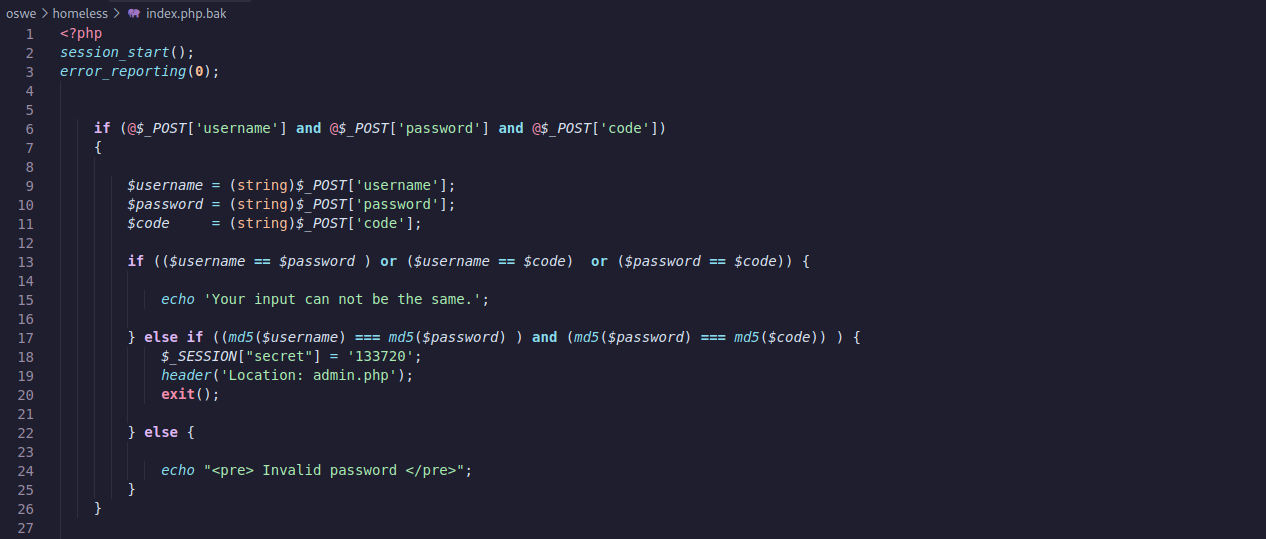 oswe > homeless > index.php.bak
1 <?php
2 session_start();
3 error_reporting(0);
4
5
6 if (@$_POST['username'] and @$_POST['password'] and @$_POST['code'])
7 {
8
9 $username = (string)$_POST['username'];
10 $password = (string)$_POST['password'];
11 $code     = (string)$_POST['code'];
12
13 if (($username == $password ) or ($username == $code)  or ($password == $code)) {
14
15 echo 'Your input can not be the same.';
16
17 } else if ((md5($username) === md5($password) ) and (md5($password) === md5($code)) ) {
18 $_SESSION["secret"] = '133720';
19 header('Location: admin.php');
20 exit();
21
22 } else {
23
24 echo "<pre> Invalid password </pre>";
25 }
26 }
27